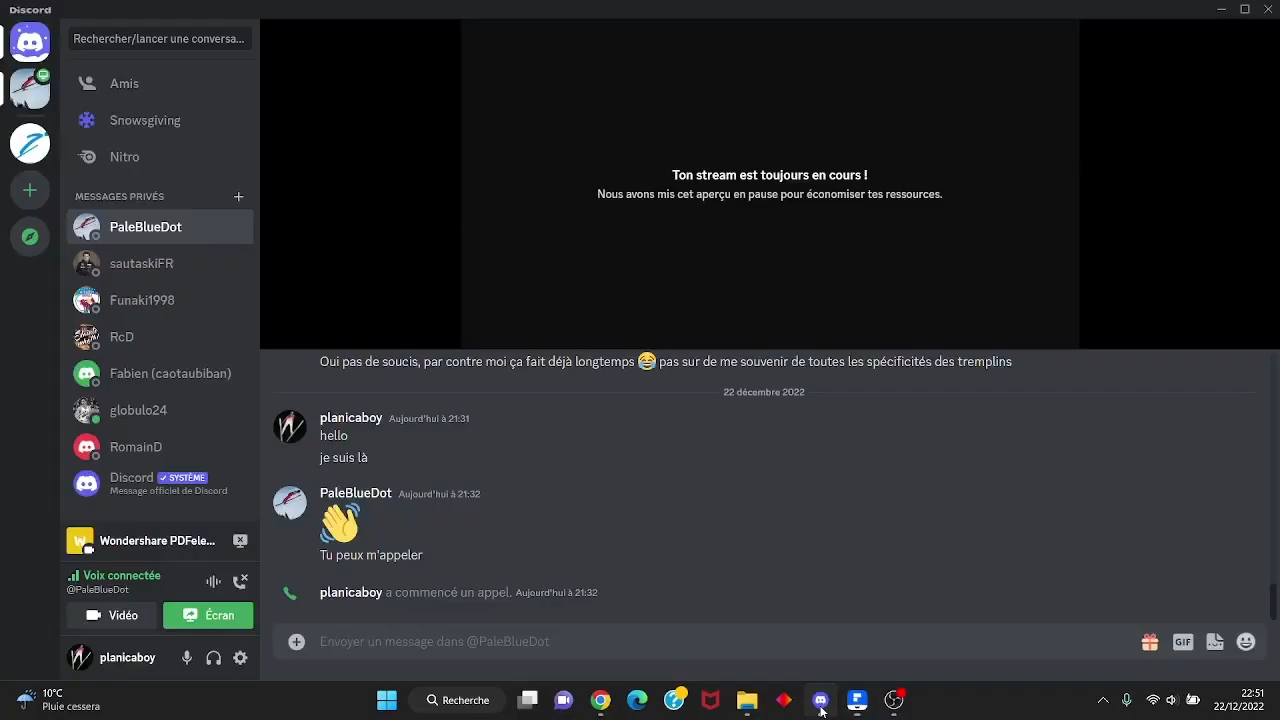 Discord
Rechercher/lancer une conversa...
Amis
Snowsgiving
Nitro
MESSAGES PRIVÉS
PaleBlueDot
sautaskiFR
Funaki1998
RcD
Fabien (caotaubiban)
globulo24
RomainD
Discord SYSTÈME
Message officiel de Discord
Wondershare PDFele...
Voix connectée
@PaleBlueDot
Vidéo
Écran
planicaboy
Ton stream est toujours en cours !
Nous avons mis cet aperçu en pause pour économiser tes ressources.
Oui pas de soucis, par contre moi ça fait déjà longtemps 😂 pas sur de me souvenir de toutes les spécificités des tremplins
22 décembre 2022
planicaboy Aujourd'hui à 21:31
hello
je suis là
PaleBlueDot Aujourd'hui à 21:32
👋
Tu peux m'appeler
planicaboy a commencé un appel. Aujourd'hui à 21:32
Envoyer un message dans @PaleBlueDot
GIF
10°C
Pluie cessera
Recherche
22:51
22/12/2022